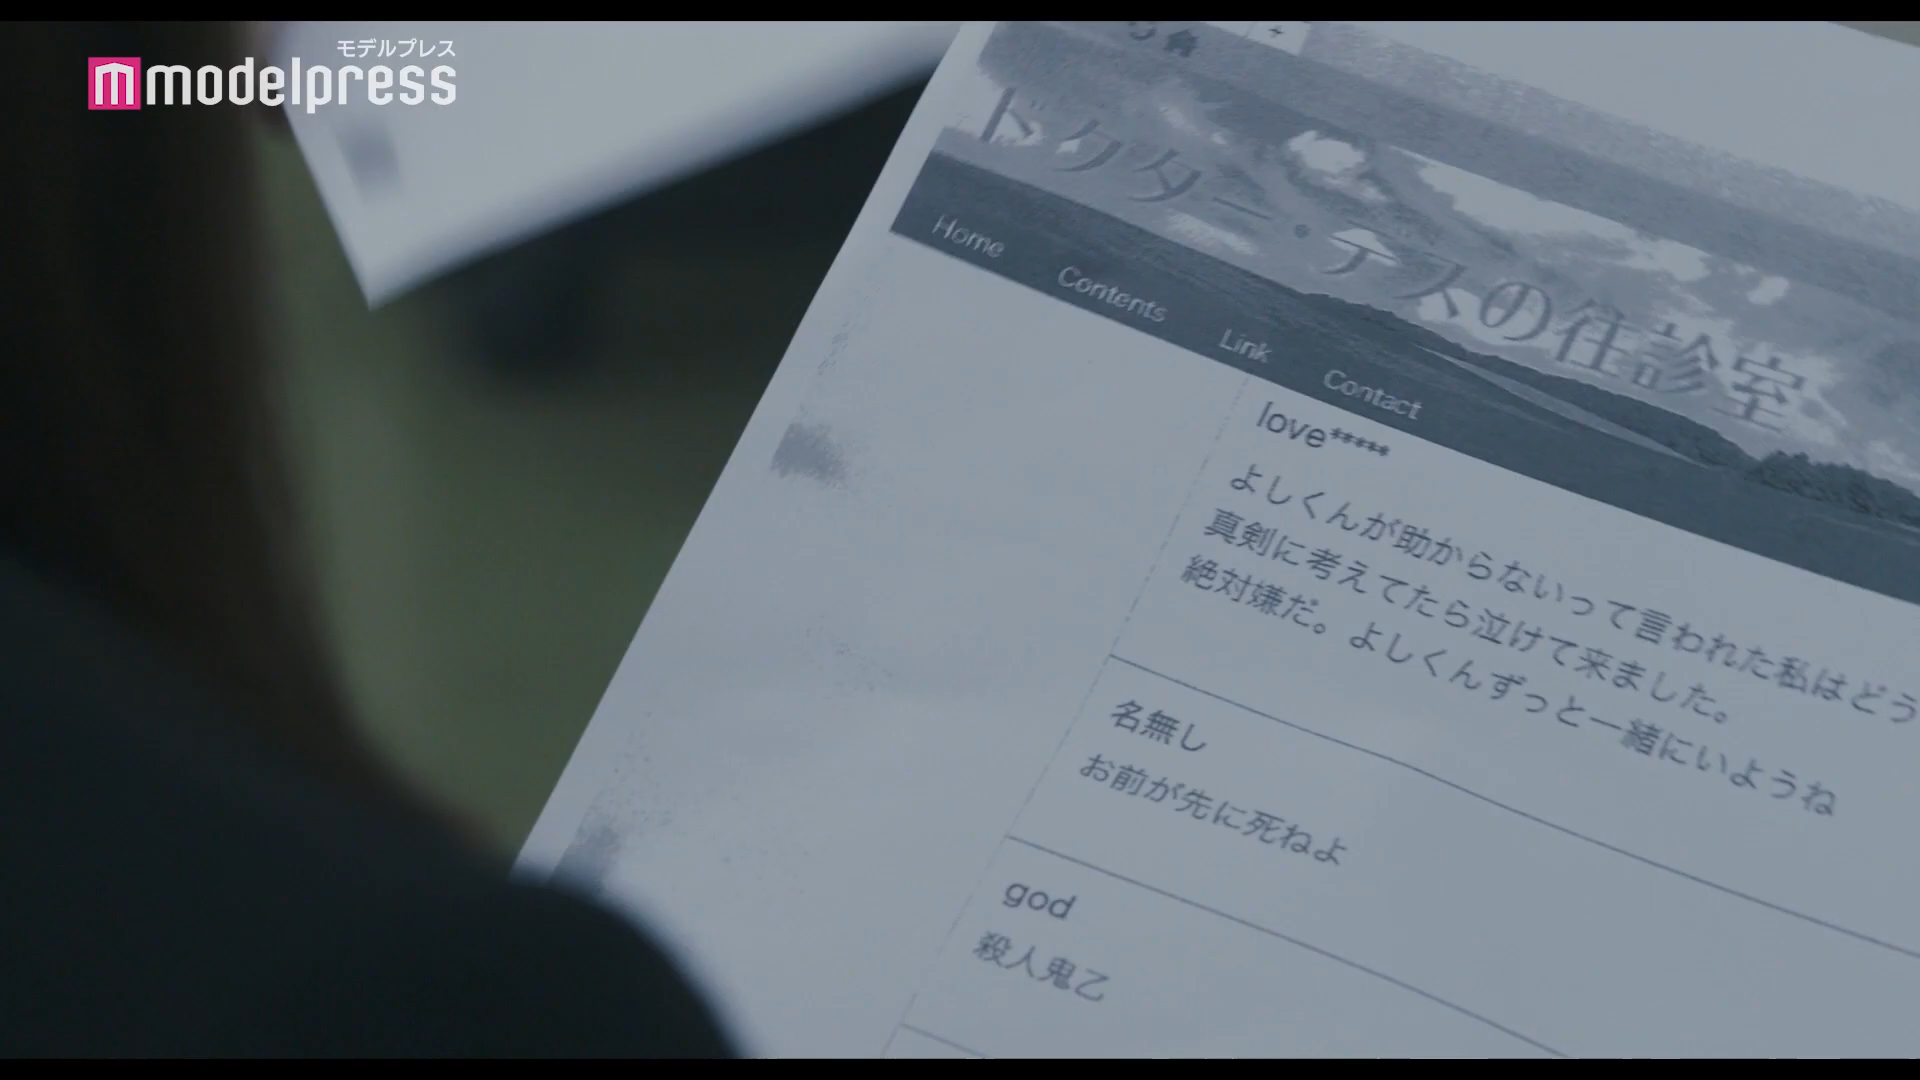 モデルプレス
modelpress
ドクター・デスの往診室
Home
Contents
Link
Contact
love*****
よしくんが助からないって言われた私はどう
真剣に考えてたら泣けて来ました。
絶対嫌だ。よしくんずっと一緒にいようね
名無し
お前が先に死ねよ
god
殺人鬼乙